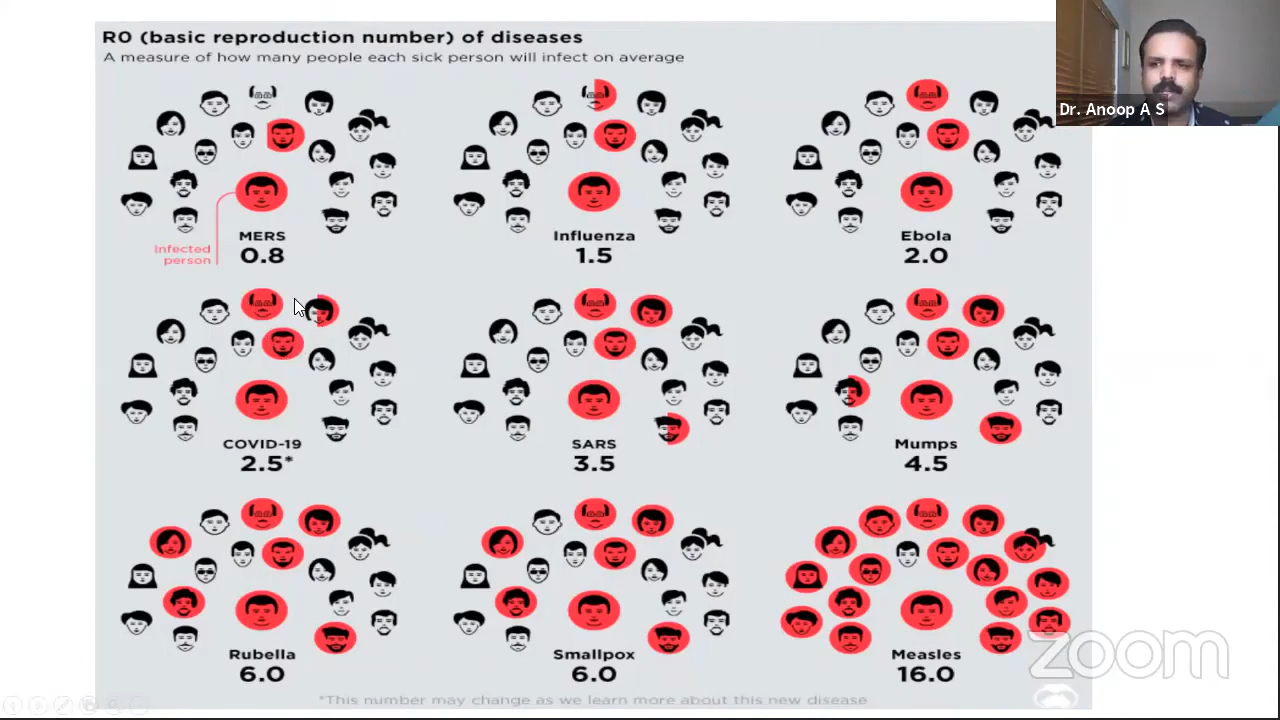 R0 (basic reproduction number) of diseases
A measure of how many people each sick person will infect on average
Dr. Anoop A S
Infected
person
MERS
0.8
Influenza
1.5
Ebola
2.0
COVID-19
2.5*
SARS
3.5
Mumps
4.5
Rubella
6.0
Smallpox
6.0
Measles
16.0
zoom
*This number may change as we learn more about this new disease